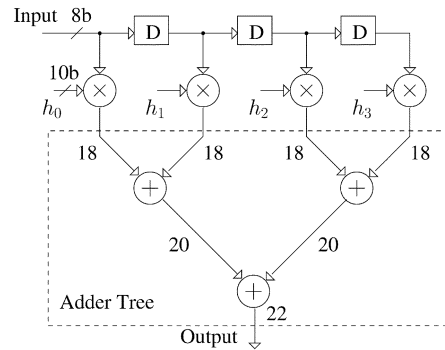 Input 8b
D D D
10b
× × × ×
h0 h1 h2 h3
18 18 18 18
+ +
20 20
+
Adder Tree
22
Output